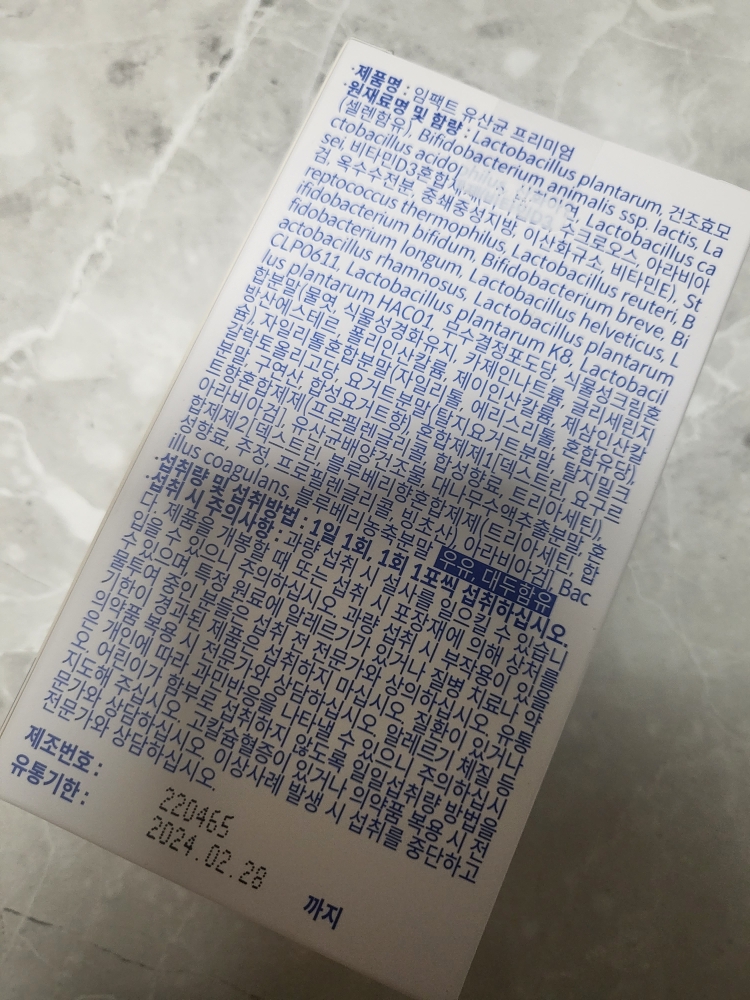 ·제품명 : 임팩트 유산균 프리미엄
·원재료명 및 함량 : Lactobacillus plantarum, 건조효모
(셀렌함유), Bifidobacterium animalis ssp. lactis, La
ctobacillus acidophilus, 스크로오스, Lactobacillus ca
sei, 비타민D3혼합제제 아라비아
검, 옥수수전분, 중쇄중성지방, 이산화규소, 비타민E), St
reptococcus thermophilus, Lactobacillus reuteri, B
ifidobacterium bifidum, Bifidobacterium breve, Bi
fidobacterium longum, Lactobacillus helveticus, L
actobacillus rhamnosus, Lactobacillus plantarum
CLP0611, Lactobacillus plantarum K8, Lactobacil
lus plantarum HAC01, 무수결정포도당, 식물성크림혼
합분말(물엿, 식물성경화유지, 카제인나트륨, 글리세린지
방산에스테르, 폴리인산칼륨, 제이인산칼륨, 제삼인산칼
륨), 자일리톨혼합분말(자일리톨, 에리스리톨, 혼합유당,
갈락토올리고당, 요거트분말, 탈지밀크
분말, 구연산, 합성요거트향, 혼합제제1(덱스트린, 요구르
트향, 프로필렌글리콜, 합성향료, 트리아세틴),
아라비아검], 유산균배양건조물, 대나무수액추출분말, 혼
합제제2 덱스트린, 블루베리향혼합제제(트리아세틴, 합
성향료, 주정, 프로필렌글리콜, 빙초산), 아라비아검], Bac
illus coagulans, 블루베리농축분말 우유, 대두함유
·섭취량 및 섭취방법 : 1일 1회, 1회 1포씩 섭취하십시오.
·섭취 시 주의사항 : 과량 섭취 시 설사를 일으킬 수 있습니
다. 제품을 개봉할 때 또는 섭취 시 포장재에 의해 상처를
입을 수 있으니 주의하십시오. 과량 섭취 시 부작용이 있을
수 있으며, 특정 원료에 알레르기가 있거나 질병 치료나 약
물투여 중인 분들은 섭취 전 전문가와 상의하십시오. 유통
기한이 경과된 제품은 섭취하지 마십시오. 질환이 있거나
의약품 복용 시 전문가와 상담하십시오. 알레르기 체질 등
은 개인에 따라 과민반응을 나타낼 수 있으니 주의하십시
오. 어린이가 함부로 섭취하지 않도록 일일섭취량 방법을
지도해 주십시오. 고칼슘혈증이 있거나 의약품 복용 시 전
문가와 상담하십시오. 이상사례 발생 시 섭취를 중단하고
전문가와 상담하십시오.
제조번호 : 220465
유통기한 : 2024.02.28 까지